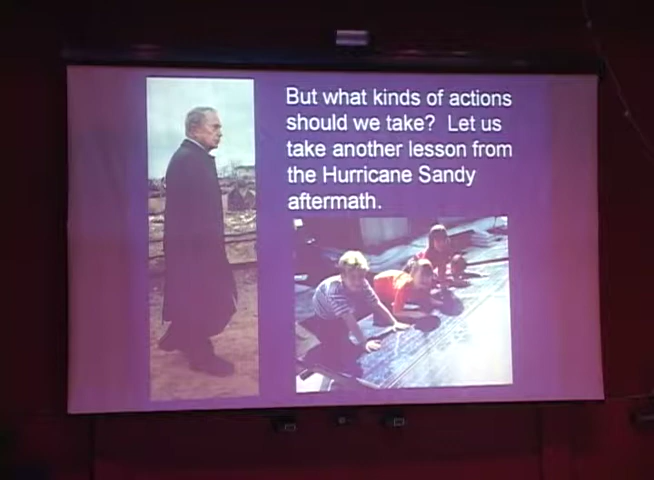 But what kinds of actions
should we take?  Let us
take another lesson from
the Hurricane Sandy
aftermath.